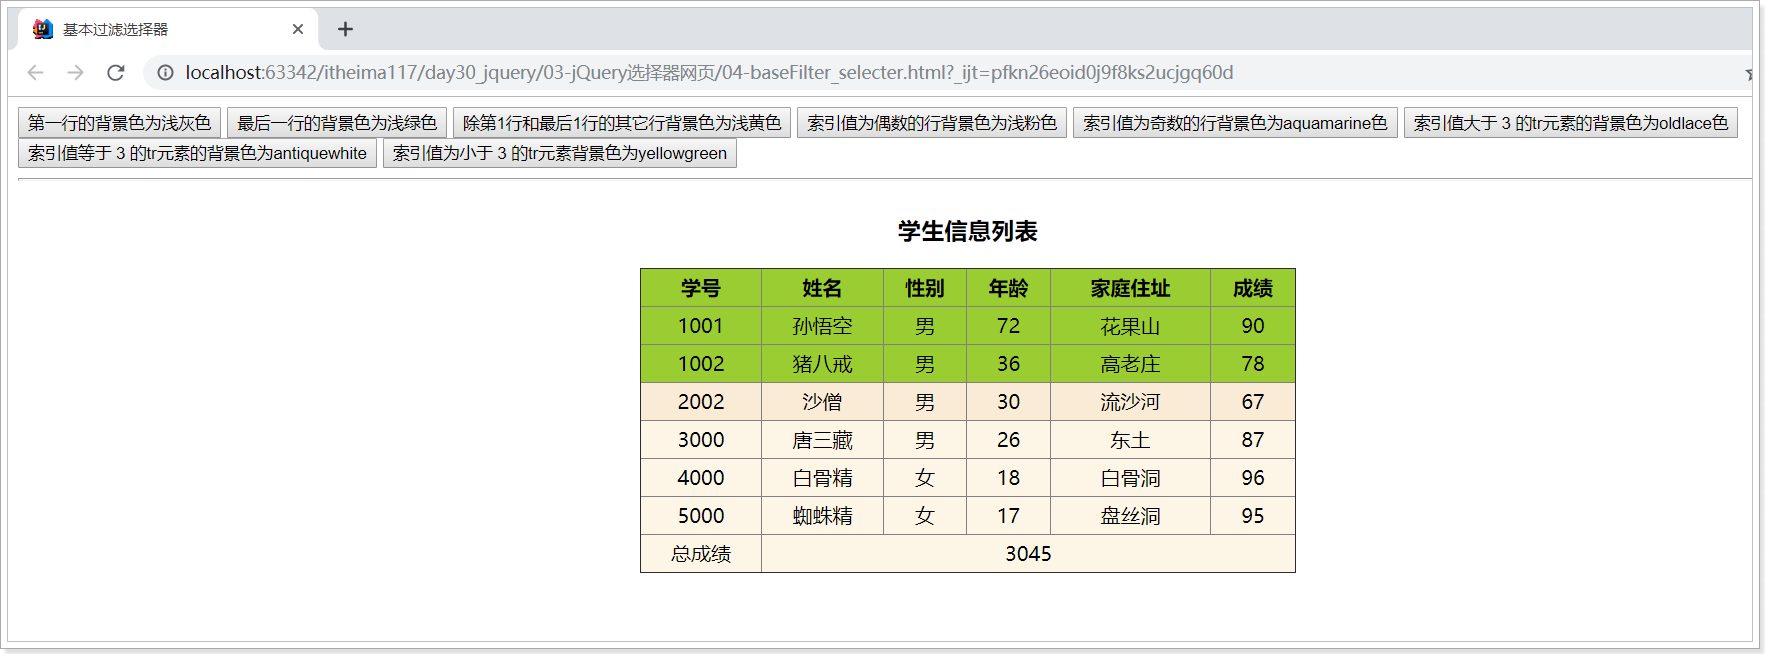 基本过滤选择器
localhost:63342/itheima117/day30_jquery/03-jQuery选择器网页/04-baseFilter_selecter.html?_ijt=pfkn26eoid0j9f8ks2ucjgq60d
第一行的背景色为浅灰色 最后一行的背景色为浅绿色 除第1行和最后1行的其它行背景色为浅黄色 索引值为偶数的行背景色为浅粉色 索引值为奇数的行背景色为aquamarine色 索引值大于 3 的tr元素的背景色为oldlace色
索引值等于 3 的tr元素的背景色为antiquewhite 索引值为小于 3 的tr元素背景色为yellowgreen
学生信息列表
学号 姓名 性别 年龄 家庭住址 成绩
1001 孙悟空 男 72 花果山 90
1002 猪八戒 男 36 高老庄 78
2002 沙僧 男 30 流沙河 67
3000 唐三藏 男 26 东土 87
4000 白骨精 女 18 白骨洞 96
5000 蜘蛛精 女 17 盘丝洞 95
总成绩 3045